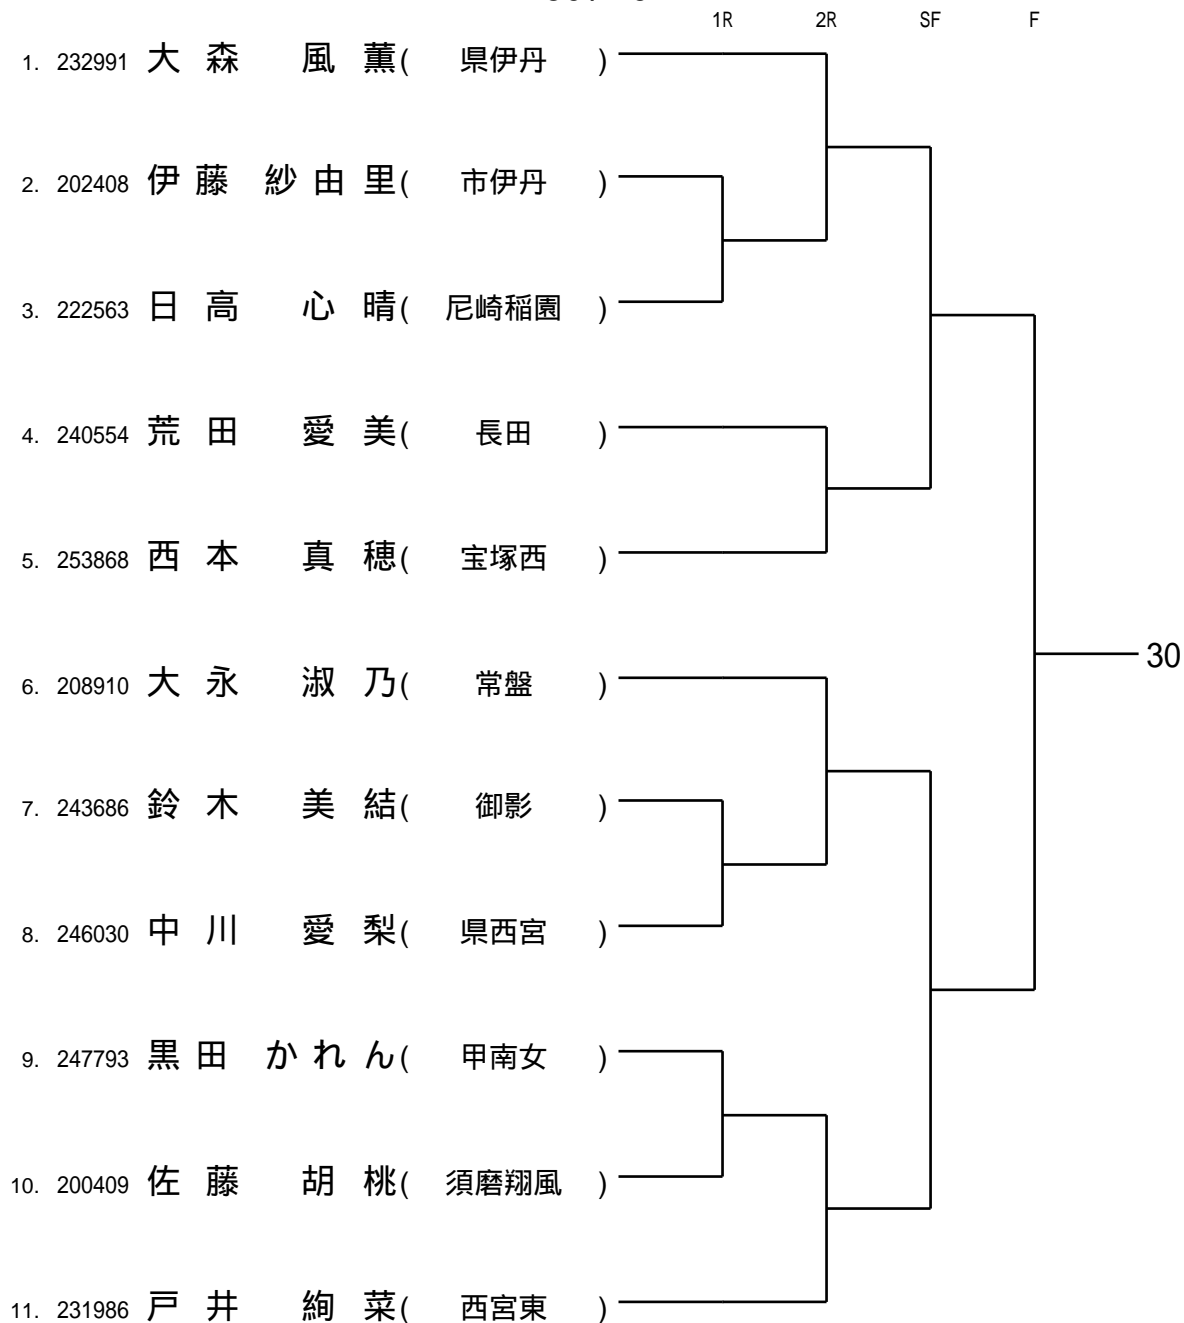 1R 2R SF F
1. 232991 大森 風薫( 県伊丹 )
2. 202408 伊藤 紗由里( 市伊丹 )
3. 222563 日高 心晴( 尼崎稲園 )
4. 240554 荒田 愛美( 長田 )
5. 253868 西本 真穂( 宝塚西 )
30
6. 208910 大永 淑乃( 常盤 )
7. 243686 鈴木 美結( 御影 )
8. 246030 中川 愛梨( 県西宮 )
9. 247793 黒田 かれん( 甲南女 )
10. 200409 佐藤 胡桃( 須磨翔風 )
11. 231986 戸井 絢菜( 西宮東 )